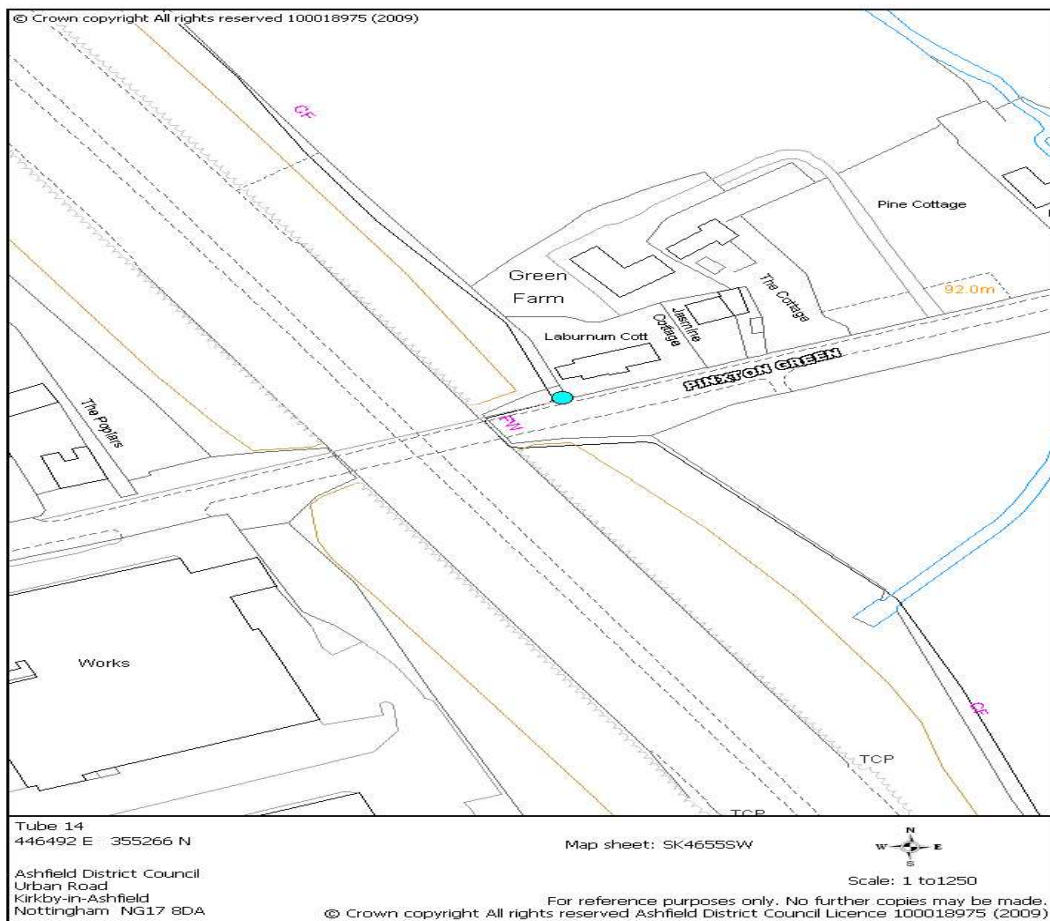 © Crown copyright All rights reserved 100018975 (2009)
CF
Pine Cottage
Green
Farm
The Cottage
92.0m
Jasmine
Cottage
Laburnum Cott
PINXTON GREEN
FW
The Poplars
Works
CF
TCP
TCP
Tube 14
446492 E 355266 N
Map sheet: SK4655SW
N
W E
S
Ashfield District Council
Urban Road
Kirkby-in-Ashfield
Nottingham NG17 8DA
Scale: 1 to1250
For reference purposes only. No further copies may be made.
© Crown copyright All rights reserved Ashfield District Council Licence 100018975 (2009)